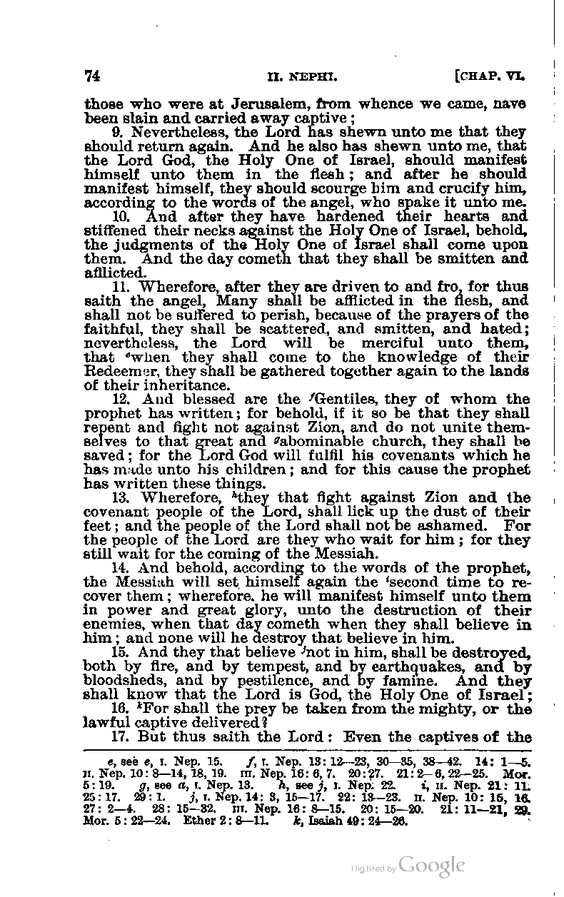 74 II. NEPHI. [CHAP. VI.
those who were at Jerusalem, from whence we came, have
been slain and carried away captive;
9. Nevertheless, the Lord has shewn unto me that they
should return again. And he also has shewn unto me, that
the Lord God, the Holy One of Israel, should manifest
himself unto them in the flesh; and after he should
manifest himself, they should scourge him and crucify him,
according to the words of the angel, who spake it unto me.
10. And after they have hardened their hearts and
stiffened their necks against the Holy One of Israel, behold,
the judgments of the Holy One of Israel shall come upon
them. And the day cometh that they shall be smitten and
afflicted.
11. Wherefore, after they are driven to and fro, for thus
saith the angel, Many shall be afflicted in the flesh, and
shall not be suffered to perish, because of the prayers of the
faithful, they shall be scattered, and smitten, and hated;
nevertheless, the Lord will be merciful unto them,
that ᵉwhen they shall come to the knowledge of their
Redeemer, they shall be gathered together again to the lands
of their inheritance.
12. And blessed are the ᶠGentiles, they of whom the
prophet has written; for behold, if it so be that they shall
repent and fight not against Zion, and do not unite them-
selves to that great and ᵍabominable church, they shall be
saved; for the Lord God will fulfil his covenants which he
has made unto his children; and for this cause the prophet
has written these things.
13. Wherefore, ʰthey that fight against Zion and the
covenant people of the Lord, shall lick up the dust of their
feet; and the people of the Lord shall not be ashamed. For
the people of the Lord are they who wait for him; for they
still wait for the coming of the Messiah.
14. And behold, according to the words of the prophet,
the Messiah will set himself again the ⁱsecond time to re-
cover them; wherefore, he will manifest himself unto them
in power and great glory, unto the destruction of their
enemies, when that day cometh when they shall believe in
him; and none will he destroy that believe in him.
15. And they that believe ʲnot in him, shall be destroyed,
both by fire, and by tempest, and by earthquakes, and by
bloodsheds, and by pestilence, and by famine. And they
shall know that the Lord is God, the Holy One of Israel;
16. ᵏFor shall the prey be taken from the mighty, or the
lawful captive delivered?
17. But thus saith the Lord: Even the captives of the
e, see e, I. Nep. 15. f, I. Nep. 13: 12—23, 30—35, 38—42. 14: 1—5.
II. Nep. 10: 8—14, 18, 19. III. Nep. 16: 6, 7. 20: 27. 21: 2—6, 22—25. Mor.
5: 19. g, see a, I. Nep. 13. h, see j, I. Nep. 22. i, II. Nep. 21: 11.
25: 17. 29: 1. j, I. Nep. 14: 3, 15—17. 22: 13—23. II. Nep. 10: 15, 16.
27: 2—4. 28: 15—32. III. Nep. 16: 8—15. 20: 15—20. 21: 11—21, 29.
Mor. 5: 22—24. Ether 2: 8—11. k, Isaiah 49: 24—26.
Digitized by Google